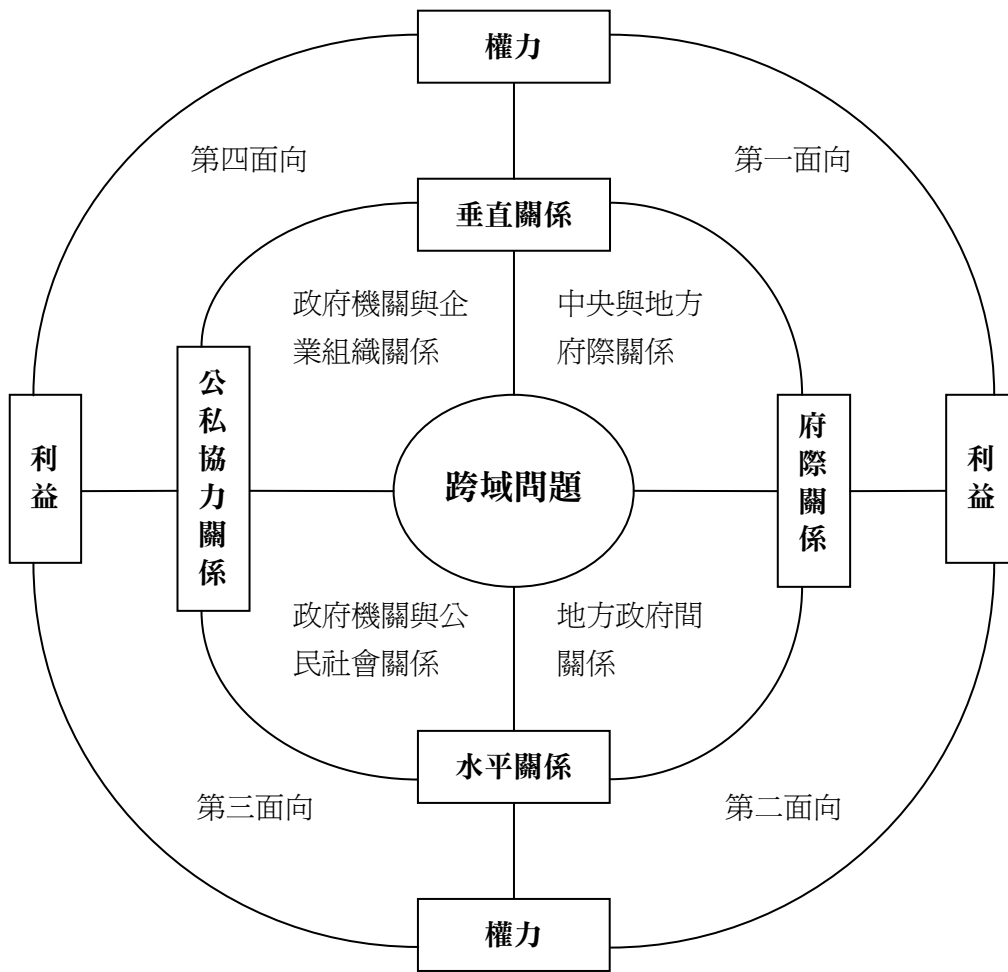 權力
第四面向
第一面向
垂直關係
政府機關與企
業組織關係
中央與地方
府際關係
利益
公私協力關係
跨域問題
府際關係
利益
政府機關與公
民社會關係
地方政府間
關係
水平關係
第三面向
第二面向
權力